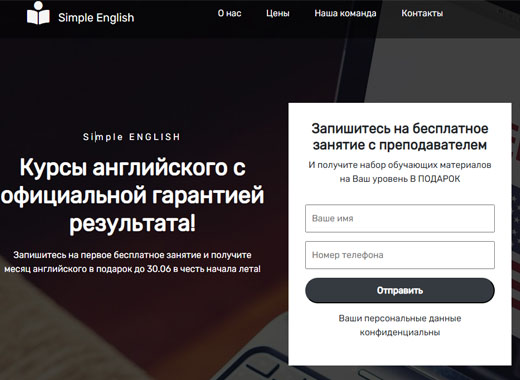 Simple English
О нас
Цены
Наша команда
Контакты
Simple ENGLISH
Курсы английского с
официальной гарантией
результата!
Запишитесь на первое бесплатное занятие и получите
месяц английского в подарок до 30.06 в честь начала лета!
Запишитесь на бесплатное
занятие с преподавателем
И получите набор обучающих материалов
на Ваш уровень В ПОДАРОК
Ваше имя
Номер телефона
Отправить
Ваши персональные данные
конфиденциальны